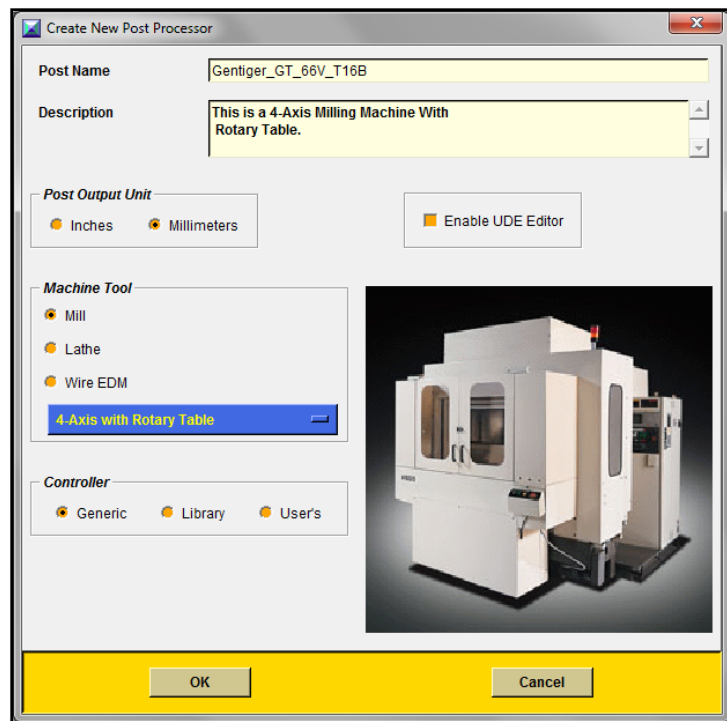 Create New Post Processor
Post Name
Gentiger_GT_66V_T16B
Description
This is a 4-Axis Milling Machine With
Rotary Table.
Post Output Unit
Inches
Millimeters
Enable UDE Editor
Machine Tool
Mill
Lathe
Wire EDM
4-Axis with Rotary Table
Controller
Generic
Library
User's
OK
Cancel